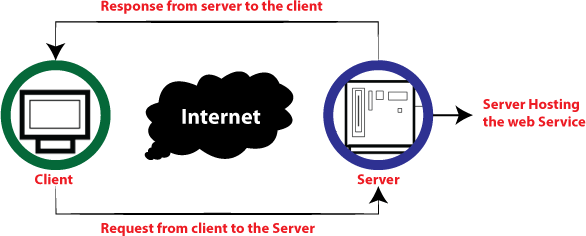 Response from server to the client
Internet
Server Hosting
the web Service
Client
Server
Request from client to the Server